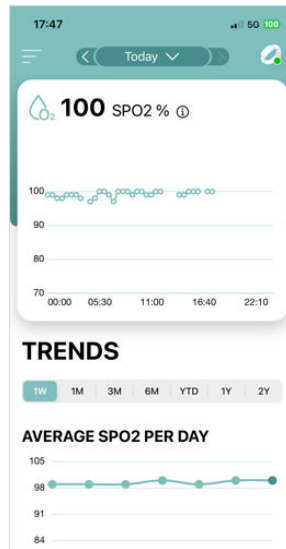 17:47 5G 100
Today
O₂ 100 SPO2 %
100
90
80
70
00:00 05:30 11:00 16:40 22:10
TRENDS
1W 1M 3M 6M YTD 1Y 2Y
AVERAGE SPO2 PER DAY
105
98
91
84